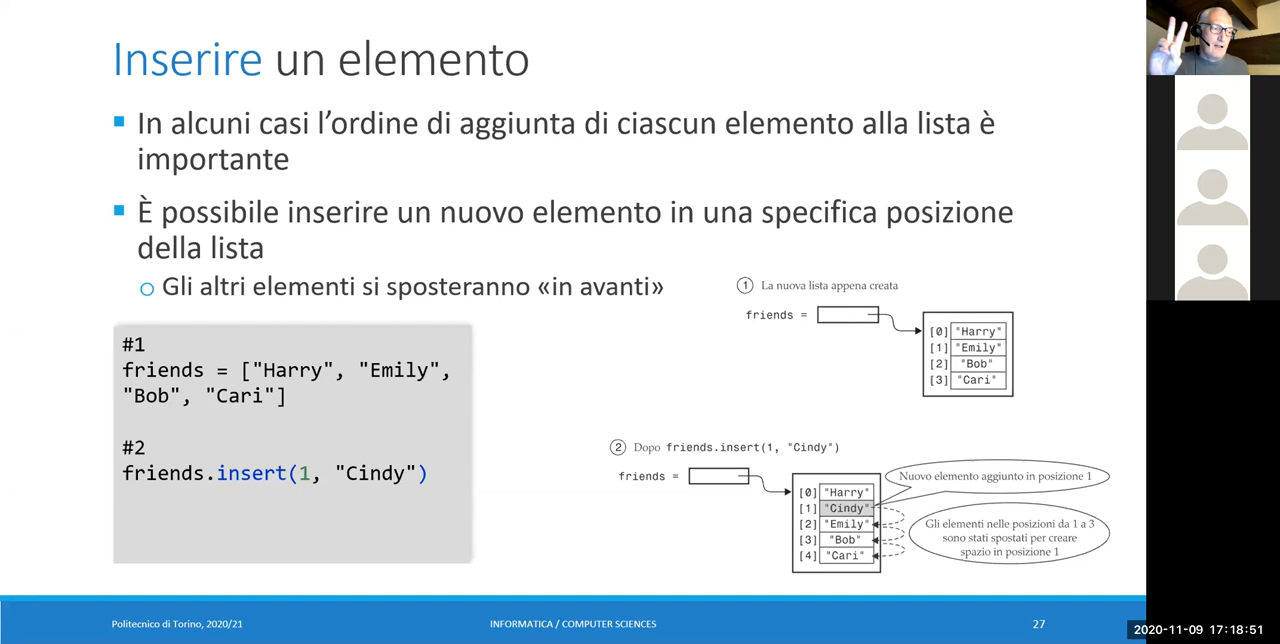 Inserire un elemento
In alcuni casi l’ordine di aggiunta di ciascun elemento alla lista è
importante
È possibile inserire un nuovo elemento in una specifica posizione
della lista
Gli altri elementi si sposteranno «in avanti»
#1
friends = ["Harry", "Emily",
"Bob", "Cari"]
#2
friends.insert(1, "Cindy")
1 La nuova lista appena creata
friends =
[0] "Harry"
[1] "Emily"
[2] "Bob"
[3] "Cari"
2 Dopo friends.insert(1, "Cindy")
friends =
[0] "Harry"
[1] "Cindy"
[2] "Emily"
[3] "Bob"
[4] "Cari"
Nuovo elemento aggiunto in posizione 1
Gli elementi nelle posizioni da 1 a 3
sono stati spostati per creare
spazio in posizione 1
Politecnico di Torino, 2020/21
INFORMATICA / COMPUTER SCIENCES
27
2020-11-09 17:18:51